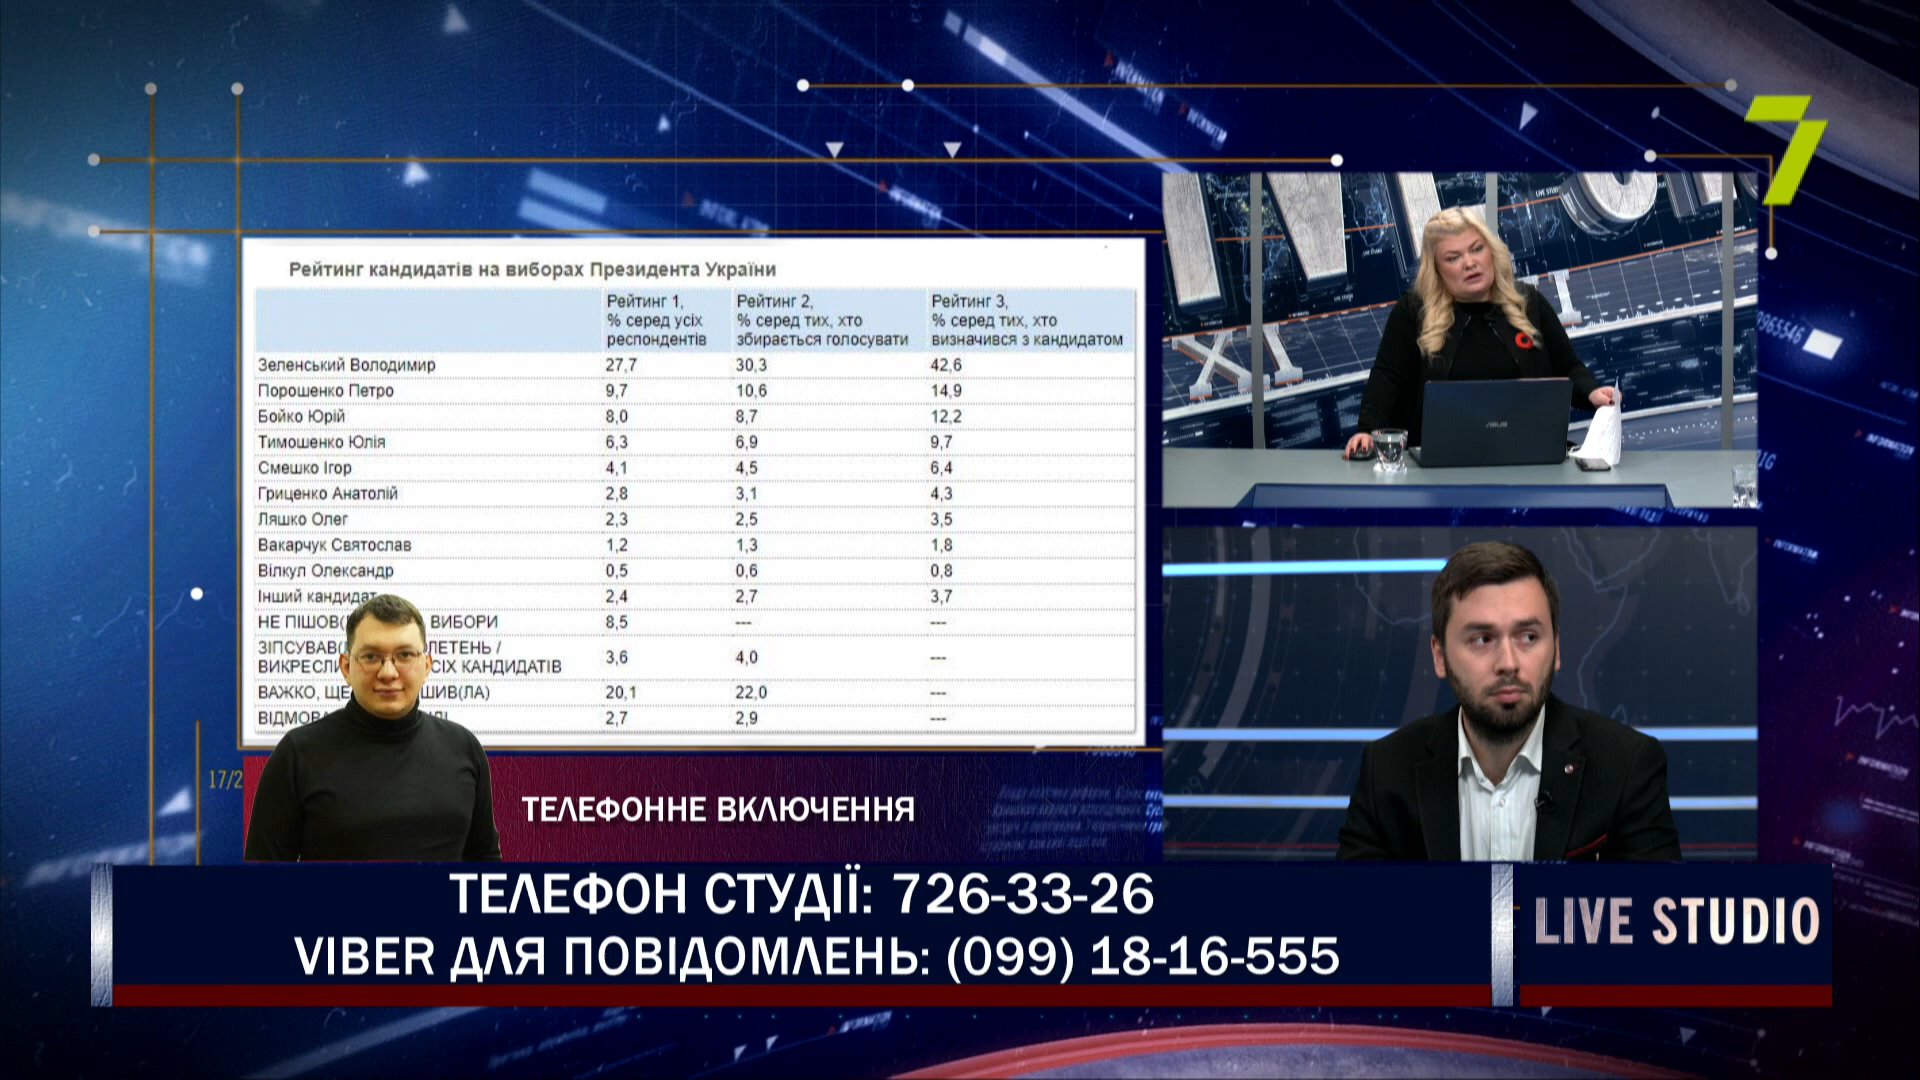 7
Рейтинг кандидатів на виборах Президента України
Рейтинг 1, % серед усіх респондентів Рейтинг 2, % серед тих, хто збирається голосувати Рейтинг 3, % серед тих, хто визначився з кандидатом
Зеленський Володимир 27,7 30,3 42,6
Порошенко Петро 9,7 10,6 14,9
Бойко Юрій 8,0 8,7 12,2
Тимошенко Юлія 6,3 6,9 9,7
Смешко Ігор 4,1 4,5 6,4
Гриценко Анатолій 2,8 3,1 4,3
Ляшко Олег 2,3 2,5 3,5
Вакарчук Святослав 1,2 1,3 1,8
Вілкул Олександр 0,5 0,6 0,8
Інший кандидат 2,4 2,7 3,7
НЕ ПІШОВ( ВИБОРИ 8,5 --- ---
ЗІПСУВАВ( ЛЕТЕНЬ /
ВИКРЕСЛИ СІХ КАНДИДАТІВ 3,6 4,0 ---
ВАЖКО, ЩЕ ШИВ(ЛА) 20,1 22,0 ---
ВІДМОВА 2,7 2,9 ---
17/2
ТЕЛЕФОННЕ ВКЛЮЧЕННЯ
ТЕЛЕФОН СТУДІЇ: 726-33-26
VIBER ДЛЯ ПОВІДОМЛЕНЬ: (099) 18-16-555
LIVE STUDIO
XI
ASUS